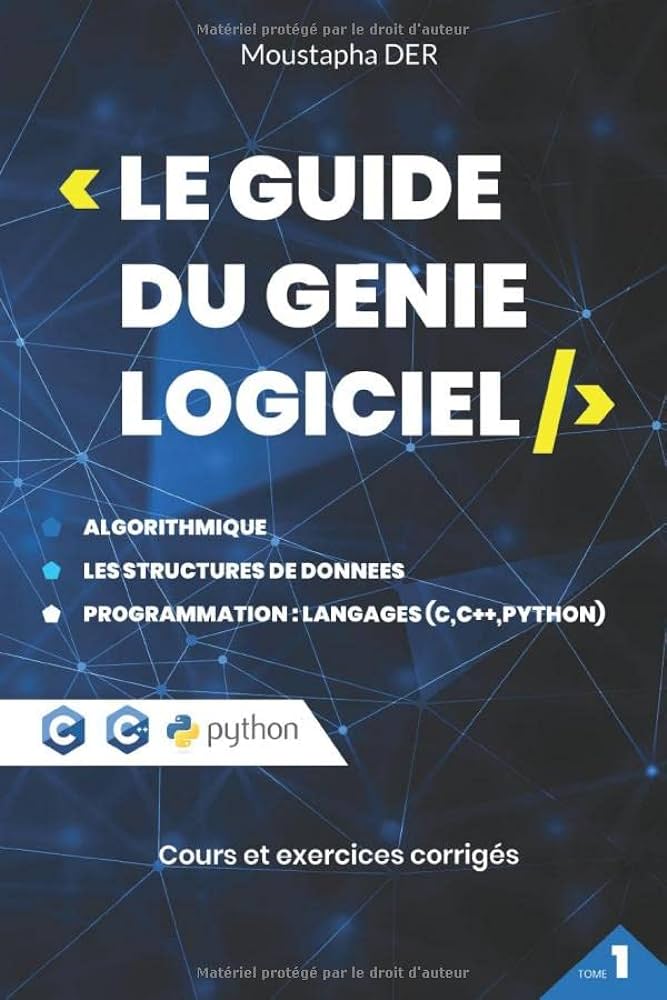 Matériel protégé par le droit d'auteur
Moustapha DER
LE GUIDE
DU GENIE
LOGICIEL />
ALGORITHMIQUE
LES STRUCTURES DE DONNEES
PROGRAMMATION : LANGAGES (C,C++,PYTHON)
C C++ python
Cours et exercices corrigés
TOME 1
Matériel protégé par le droit d'auteur